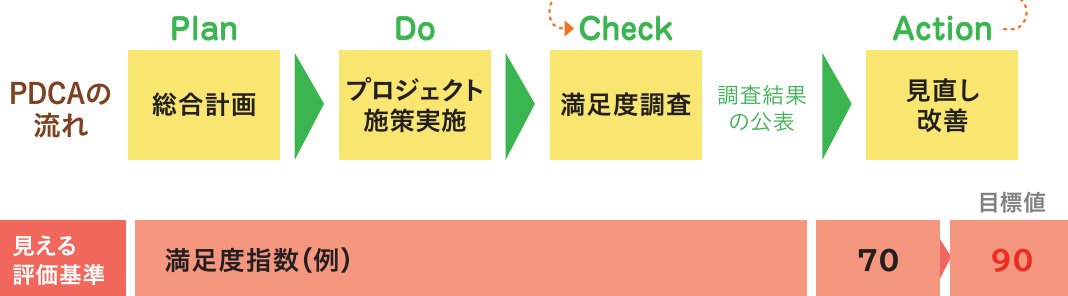 Plan
Do
Check
Action
PDCAの
流れ
総合計画
プロジェクト
施策実施
満足度調査
調査結果
の公表
見直し
改善
目標値
見える
評価基準
満足度指数(例)
70
90